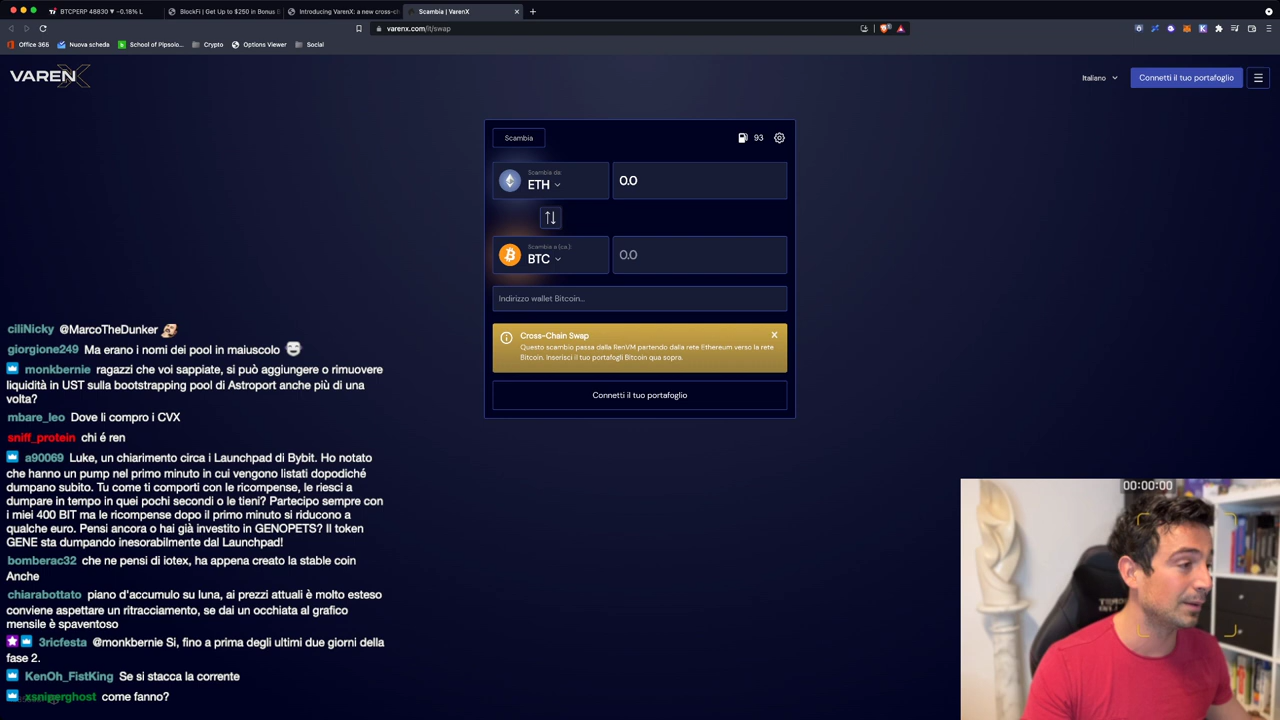 BTCPERP 48830 ▼ −0.18% L
BlockFi | Get Up to $250 in Bonus B
Introducing VarenX: a new cross-c
Scambia | VarenX
varenx.com/it/swap
Office 365
Nuova scheda
School of Pipsolo...
Crypto
Options Viewer
Social
VARENX
Italiano
Connetti il tuo portafoglio
Scambia
93
Scambia da:
ETH
0.0
Scambia a (ca.):
BTC
0.0
Indirizzo wallet Bitcoin...
Cross-Chain Swap
Questo scambio passa dalla RenVM partendo dalla rete Ethereum verso la rete
Bitcoin. Inserisci il tuo portafogli Bitcoin qua sopra.
Connetti il tuo portafoglio
ciliNicky @MarcoTheDunker
giorgione249 Ma erano i nomi dei pool in maiuscolo
monkbernie ragazzi che voi sappiate, si può aggiungere o rimuovere
liquidità in UST sulla bootstrapping pool di Astroport anche più di una
volta?
mbare_leo Dove li compro i CVX
sniff_protein chi é ren
a90069 Luke, un chiarimento circa i Launchpad di Bybit. Ho notato
che hanno un pump nel primo minuto in cui vengono listati dopodiché
dumpano subito. Tu come ti comporti con le ricompense, le riesci a
dumpare in tempo in quei pochi secondi o le tieni? Partecipo sempre con
i miei 400 BIT ma le ricompense dopo il primo minuto si riducono a
qualche euro. Pensi ancora o hai già investito in GENOPETS? Il token
GENE sta dumpando inesorabilmente dal Launchpad!
bomberac32 che ne pensi di iotex, ha appena creato la stable coin
Anche
chiarabottato piano d'accumulo su luna, ai prezzi attuali è molto esteso
conviene aspettare un ritracciamento, se dai un occhiata al grafico
mensile è spaventoso
3ricfesta @monkbernie Si, fino a prima degli ultimi due giorni della
fase 2.
KenOh_FistKing Se si stacca la corrente
xsniperghost come fanno?
00:00:00